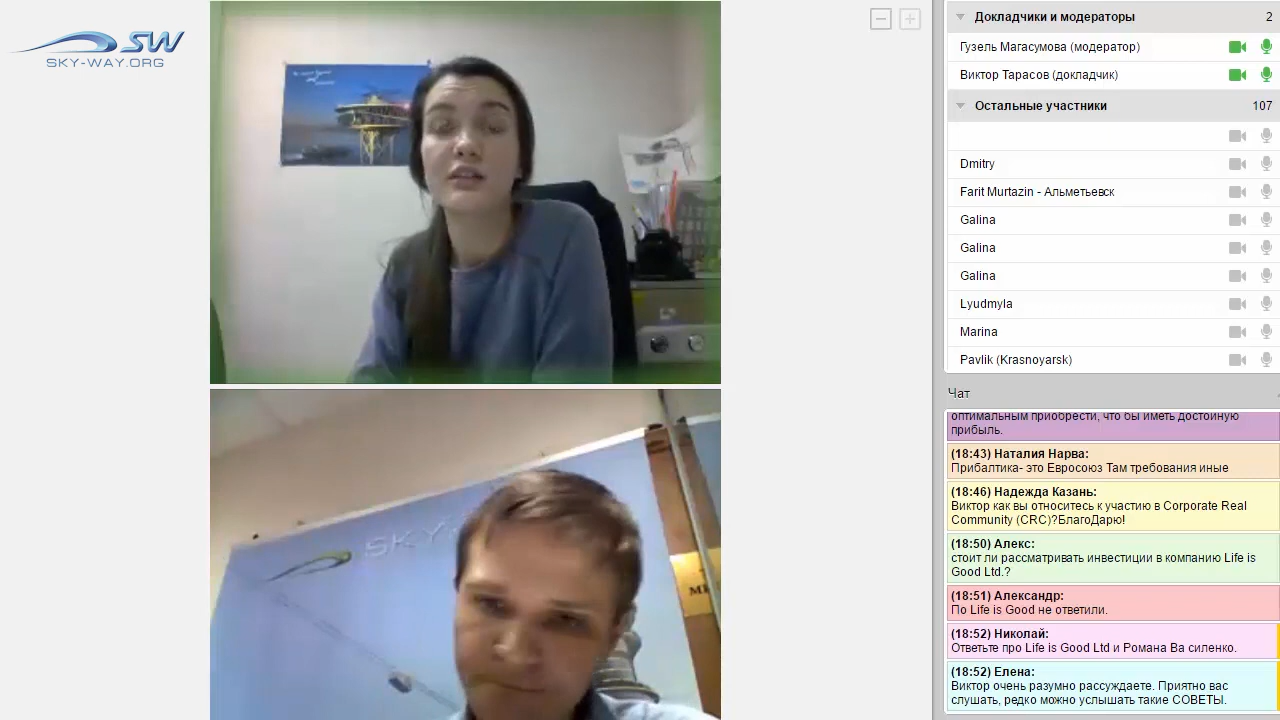 SW
SKY-WAY.ORG
SKY
Докладчики и модераторы 2
Гузель Магасумова (модератор)
Виктор Тарасов (докладчик)
Остальные участники 107
Dmitry
Farit Murtazin - Альметьевск
Galina
Galina
Galina
Lyudmyla
Marina
Pavlik (Krasnoyarsk)
Чат
оптимальным приобрести, что бы иметь достойную
прибыль.
(18:43) Наталия Нарва:
Прибалтика- это Евросоюз Там требования иные
(18:46) Надежда Казань:
Виктор как вы относитесь к участию в Corporate Real
Community (CRC)?БлагоДарю!
(18:50) Алекс:
стоит ли рассматривать инвестиции в компанию Life is
Good Ltd.?
(18:51) Александр:
По Life is Good не ответили.
(18:52) Николай:
Ответьте про Life is Good Ltd и Романа Ва силенко.
(18:52) Елена:
Виктор очень разумно рассуждаете. Приятно вас
слушать, редко можно услышать такие СОВЕТЫ.